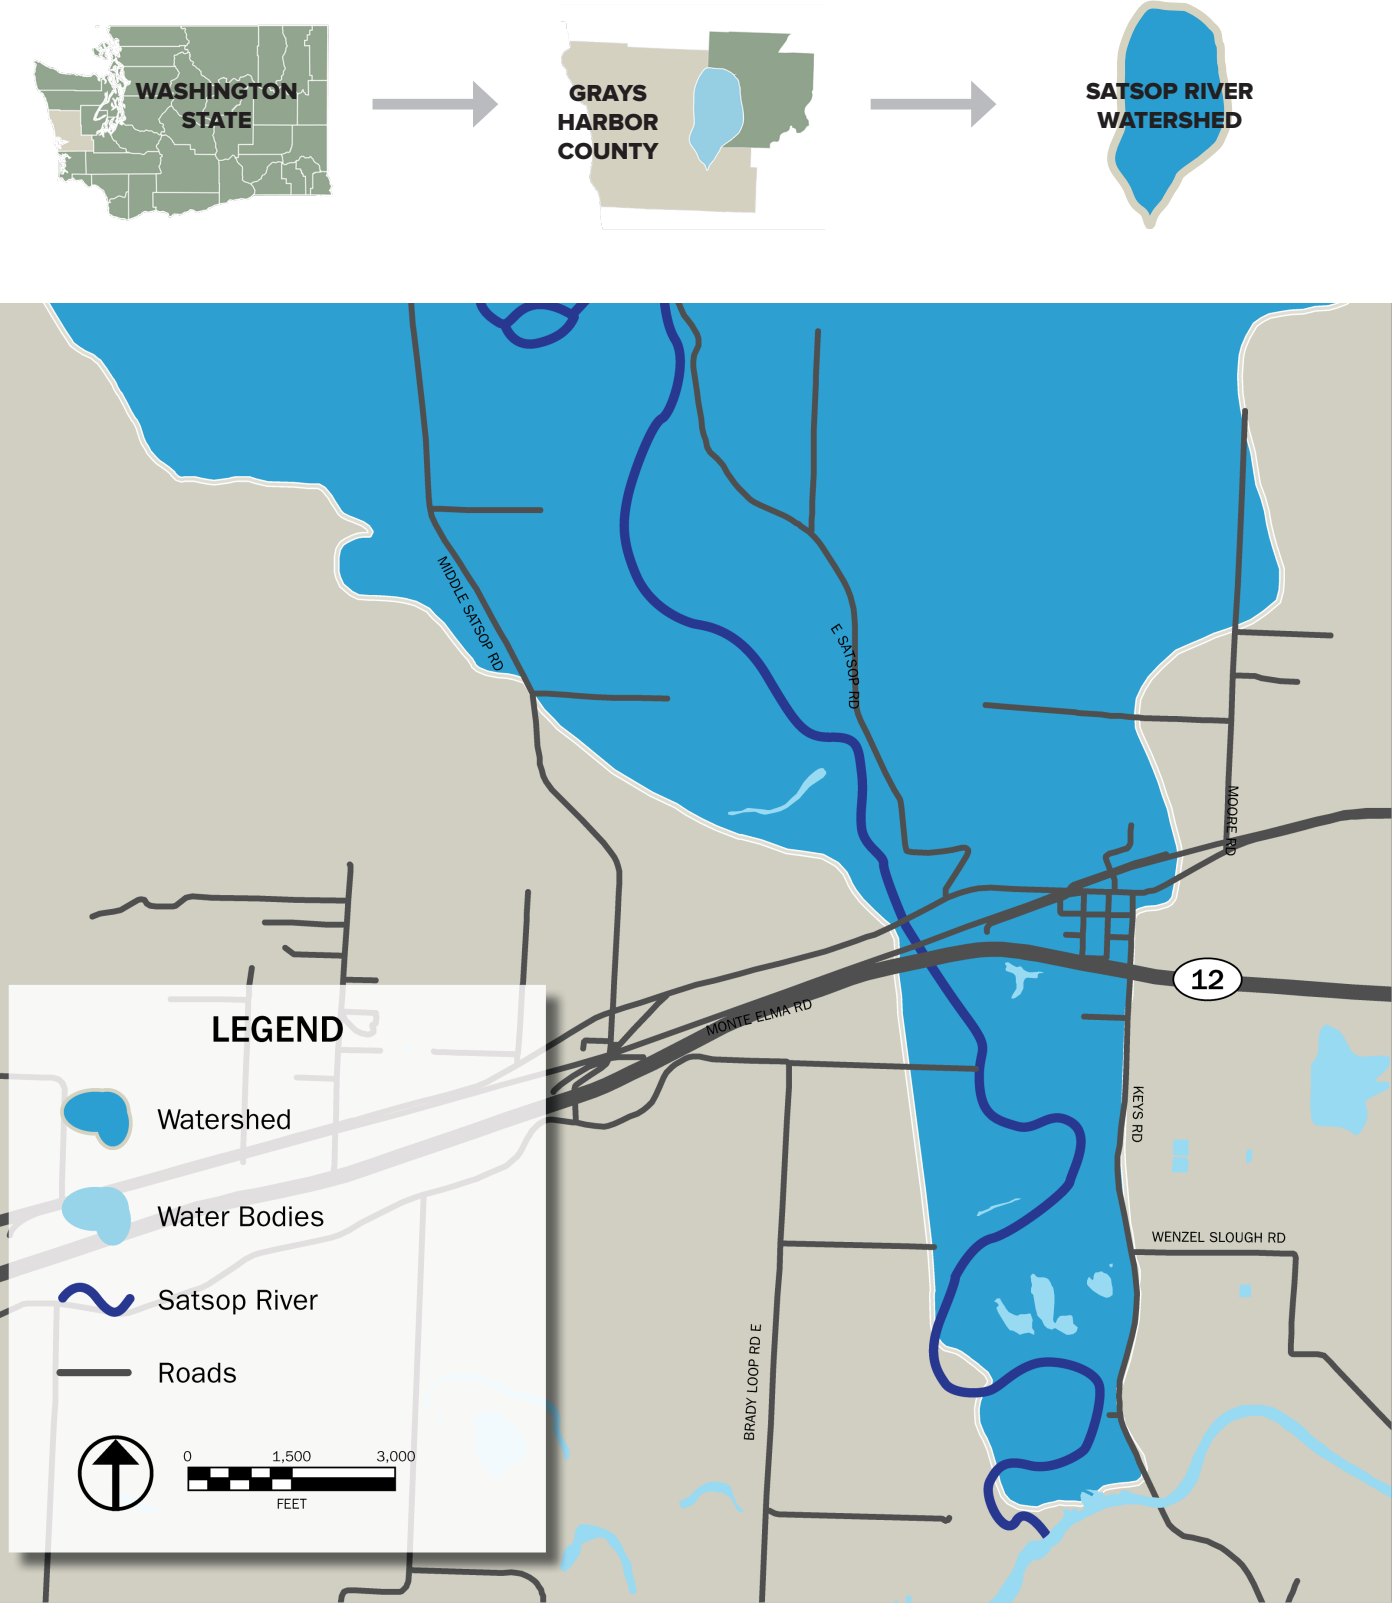 WASHINGTON
STATE
GRAYS
HARBOR
COUNTY
SATSOP RIVER
WATERSHED
MIDDLE SATSOP RD
E SATSOP RD
MOORE RD
12
MONTE ELMA RD
KEYS RD
WENZEL SLOUGH RD
BRADY LOOP RD E
LEGEND
Watershed
Water Bodies
Satsop River
Roads
0 1,500 3,000
FEET